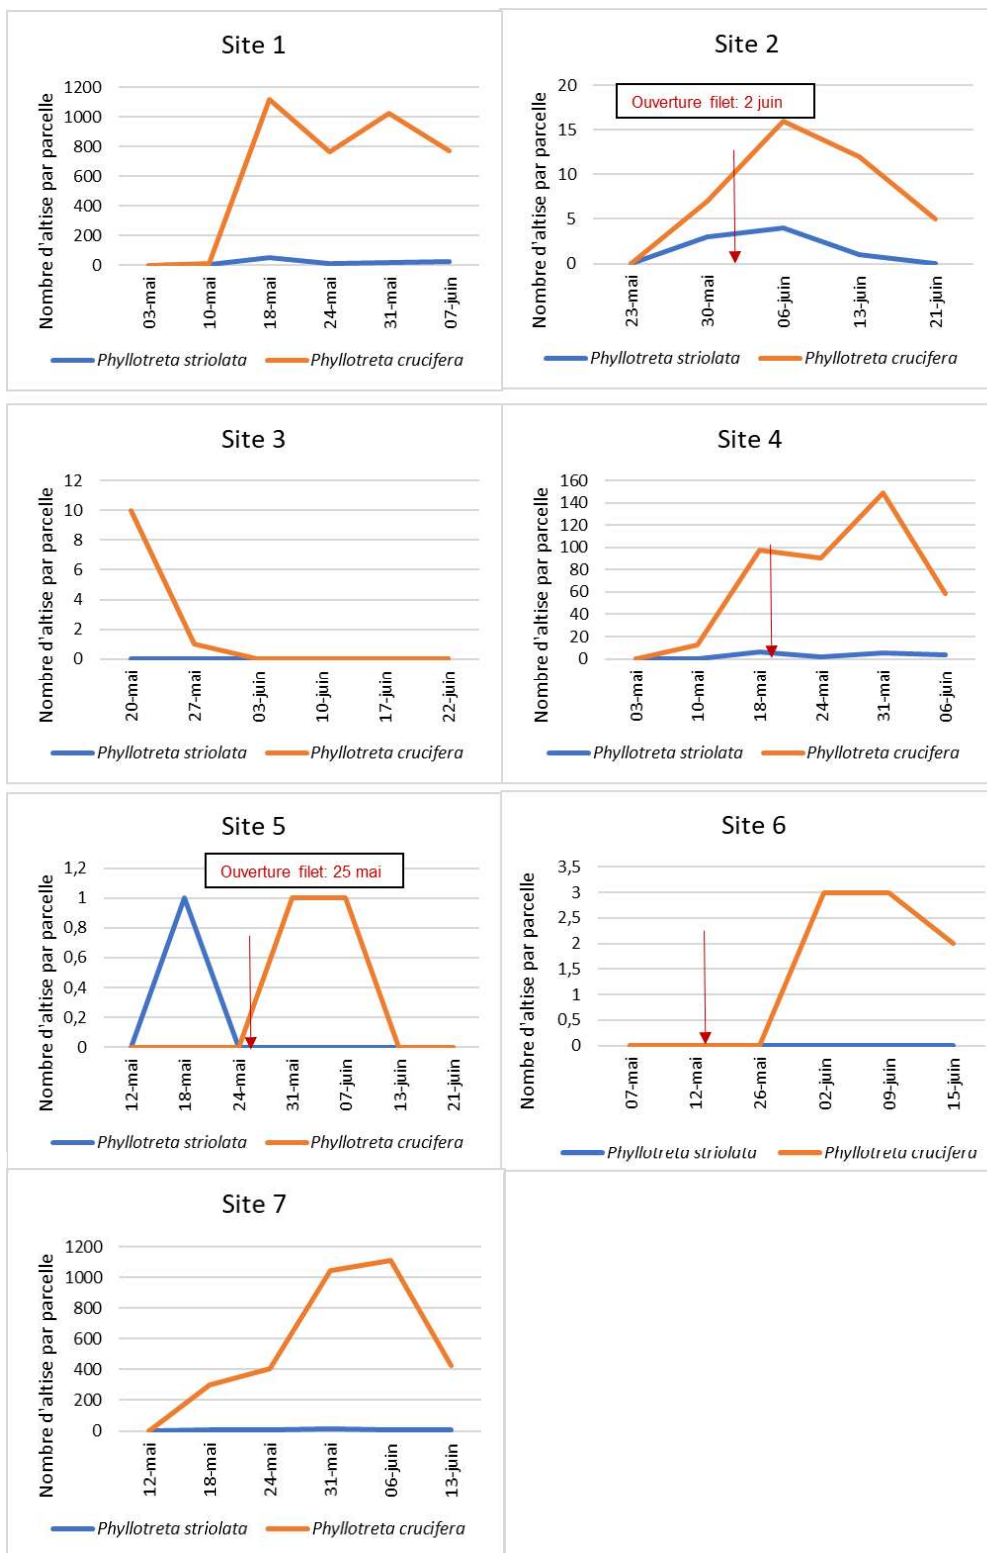 Site 1
Nombre d'altise par parcelle
1200
1000
800
600
400
200
0
03-mai
10-mai
18-mai
24-mai
31-mai
07-juin
Phyllotreta striolata
Phyllotreta crucifera
Site 2
Ouverture filet: 2 juin
Nombre d'altise par parcelle
20
15
10
5
0
23-mai
30-mai
06-juin
13-juin
21-juin
Phyllotreta striolata
Phyllotreta crucifera
Site 3
Nombre d'altise par parcelle
12
10
8
6
4
2
0
20-mai
27-mai
03-juin
10-juin
17-juin
22-juin
Phyllotreta striolata
Phyllotreta crucifera
Site 4
Nombre d'altise par parcelle
160
140
120
100
80
60
40
20
0
03-mai
10-mai
18-mai
24-mai
31-mai
06-juin
Phyllotreta striolata
Phyllotreta crucifera
Site 5
Ouverture filet: 25 mai
Nombre d'altise par parcelle
1,2
1
0,8
0,6
0,4
0,2
0
12-mai
18-mai
24-mai
31-mai
07-juin
13-juin
21-juin
Phyllotreta striolata
Phyllotreta crucifera
Site 6
Nombre d'altise par parcelle
3,5
3
2,5
2
1,5
1
0,5
0
07-mai
12-mai
26-mai
02-juin
09-juin
15-juin
Phyllotreta striolata
Phyllotreta crucifera
Site 7
Nombre d'altise par parcelle
1200
1000
800
600
400
200
0
12-mai
18-mai
24-mai
31-mai
06-juin
13-juin
Phyllotreta striolata
Phyllotreta crucifera